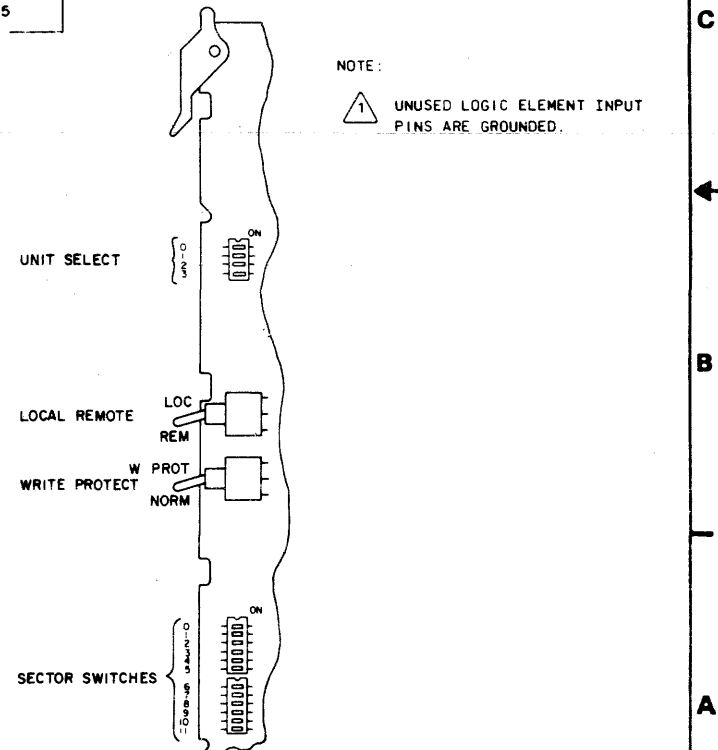 5
C
NOTE:
1 UNUSED LOGIC ELEMENT INPUT
PINS ARE GROUNDED.
ON
UNIT SELECT
0
1
2
3
B
LOC
LOCAL REMOTE
REM
W PROT
WRITE PROTECT
NORM
ON
0
1
2
3
4
5
SECTOR SWITCHES
6
7
8
9
10
11
A